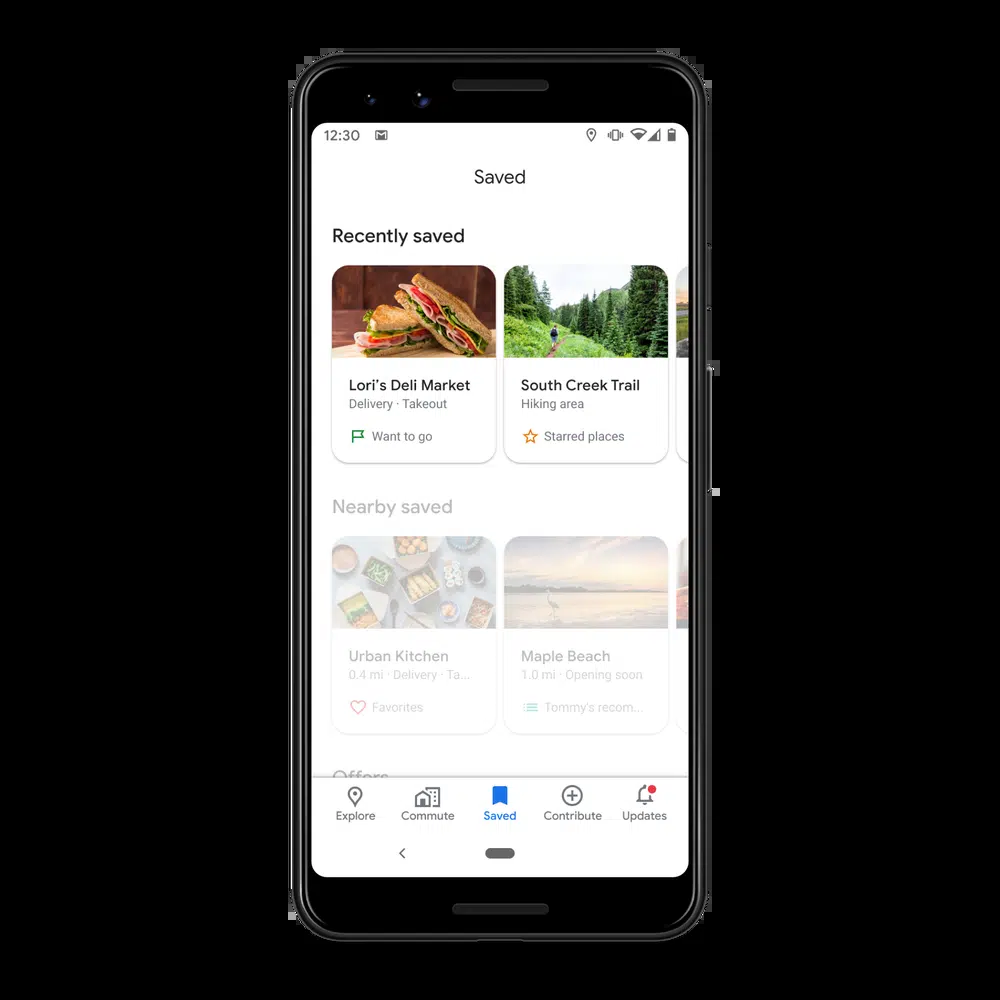 12:30
Saved
Recently saved
Lori's Deli Market
Delivery · Takeout
Want to go
South Creek Trail
Hiking area
Starred places
Nearby saved
Urban Kitchen
0.4 mi · Delivery · Ta...
Favorites
Maple Beach
1.0 mi · Opening soon
Tommy's recom...
Offers
Explore
Commute
Saved
Contribute
Updates